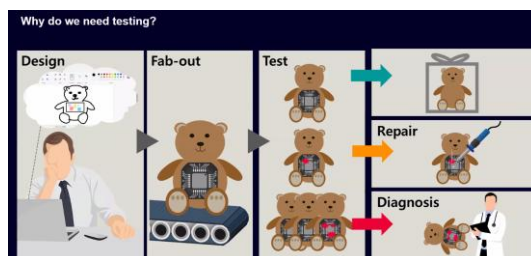 Why do we need testing?
Design
Fab-out
Test
Repair
Diagnosis